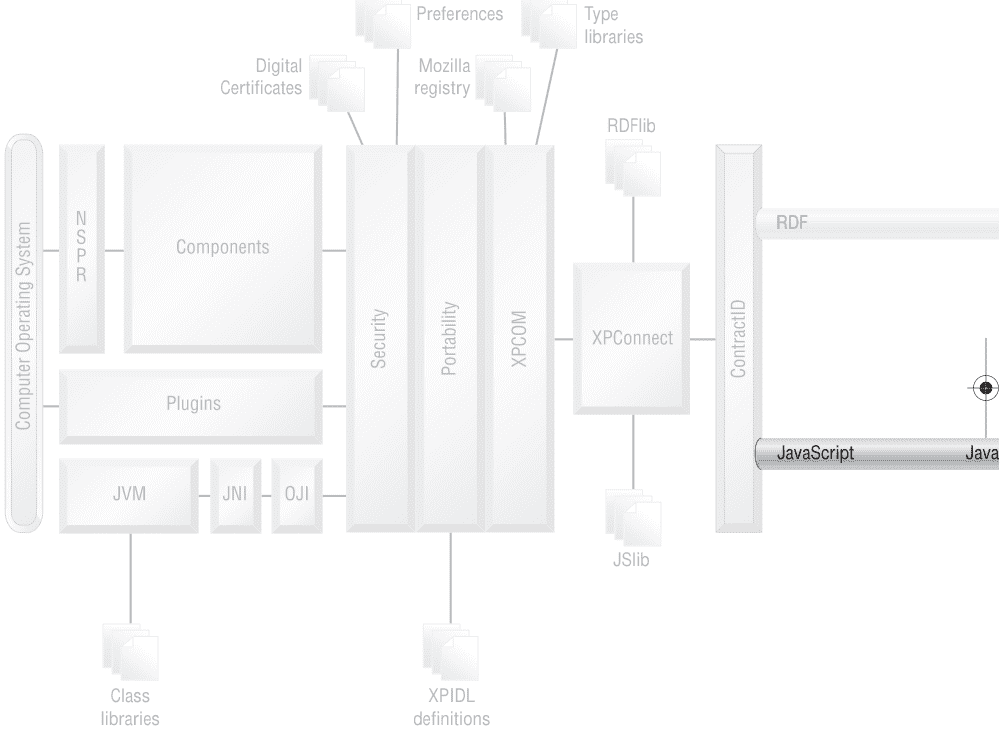 Preferences
Type
libraries
Digital
Certificates
Mozilla
registry
RDFlib
Computer Operating System
NSPR
Components
Security
Portability
XPCOM
XPConnect
ContractID
RDF
Plugins
JavaScript
Java
JVM
JNI
OJI
JSlib
Class
libraries
XPIDL
definitions